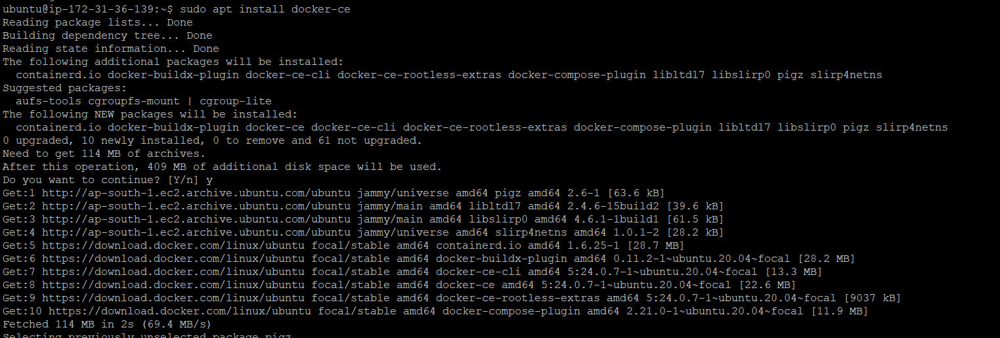 ubuntu@ip-172-31-36-139:~$ sudo apt install docker-ce
Reading package lists... Done
Building dependency tree... Done
Reading state information... Done
The following additional packages will be installed:
  containerd.io docker-buildx-plugin docker-ce-cli docker-ce-rootless-extras docker-compose-plugin libltdl7 libslirp0 pigz slirp4netns
Suggested packages:
  aufs-tools cgroupfs-mount | cgroup-lite
The following NEW packages will be installed:
  containerd.io docker-buildx-plugin docker-ce docker-ce-cli docker-ce-rootless-extras docker-compose-plugin libltdl7 libslirp0 pigz slirp4netns
0 upgraded, 10 newly installed, 0 to remove and 61 not upgraded.
Need to get 114 MB of archives.
After this operation, 409 MB of additional disk space will be used.
Do you want to continue? [Y/n] y
Get:1 http://ap-south-1.ec2.archive.ubuntu.com/ubuntu jammy/universe amd64 pigz amd64 2.6-1 [63.6 kB]
Get:2 http://ap-south-1.ec2.archive.ubuntu.com/ubuntu jammy/main amd64 libltdl7 amd64 2.4.6-15build2 [39.6 kB]
Get:3 http://ap-south-1.ec2.archive.ubuntu.com/ubuntu jammy/main amd64 libslirp0 amd64 4.6.1-1build1 [61.5 kB]
Get:4 http://ap-south-1.ec2.archive.ubuntu.com/ubuntu jammy/universe amd64 slirp4netns amd64 1.0.1-2 [28.2 kB]
Get:5 https://download.docker.com/linux/ubuntu focal/stable amd64 containerd.io amd64 1.6.25-1 [28.7 MB]
Get:6 https://download.docker.com/linux/ubuntu focal/stable amd64 docker-buildx-plugin amd64 0.11.2-1~ubuntu.20.04~focal [28.2 MB]
Get:7 https://download.docker.com/linux/ubuntu focal/stable amd64 docker-ce-cli amd64 5:24.0.7-1~ubuntu.20.04~focal [13.3 MB]
Get:8 https://download.docker.com/linux/ubuntu focal/stable amd64 docker-ce amd64 5:24.0.7-1~ubuntu.20.04~focal [22.6 MB]
Get:9 https://download.docker.com/linux/ubuntu focal/stable amd64 docker-ce-rootless-extras amd64 5:24.0.7-1~ubuntu.20.04~focal [9037 kB]
Get:10 https://download.docker.com/linux/ubuntu focal/stable amd64 docker-compose-plugin amd64 2.21.0-1~ubuntu.20.04~focal [11.9 MB]
Fetched 114 MB in 2s (69.4 MB/s)
Selecting previously unselected package pigz